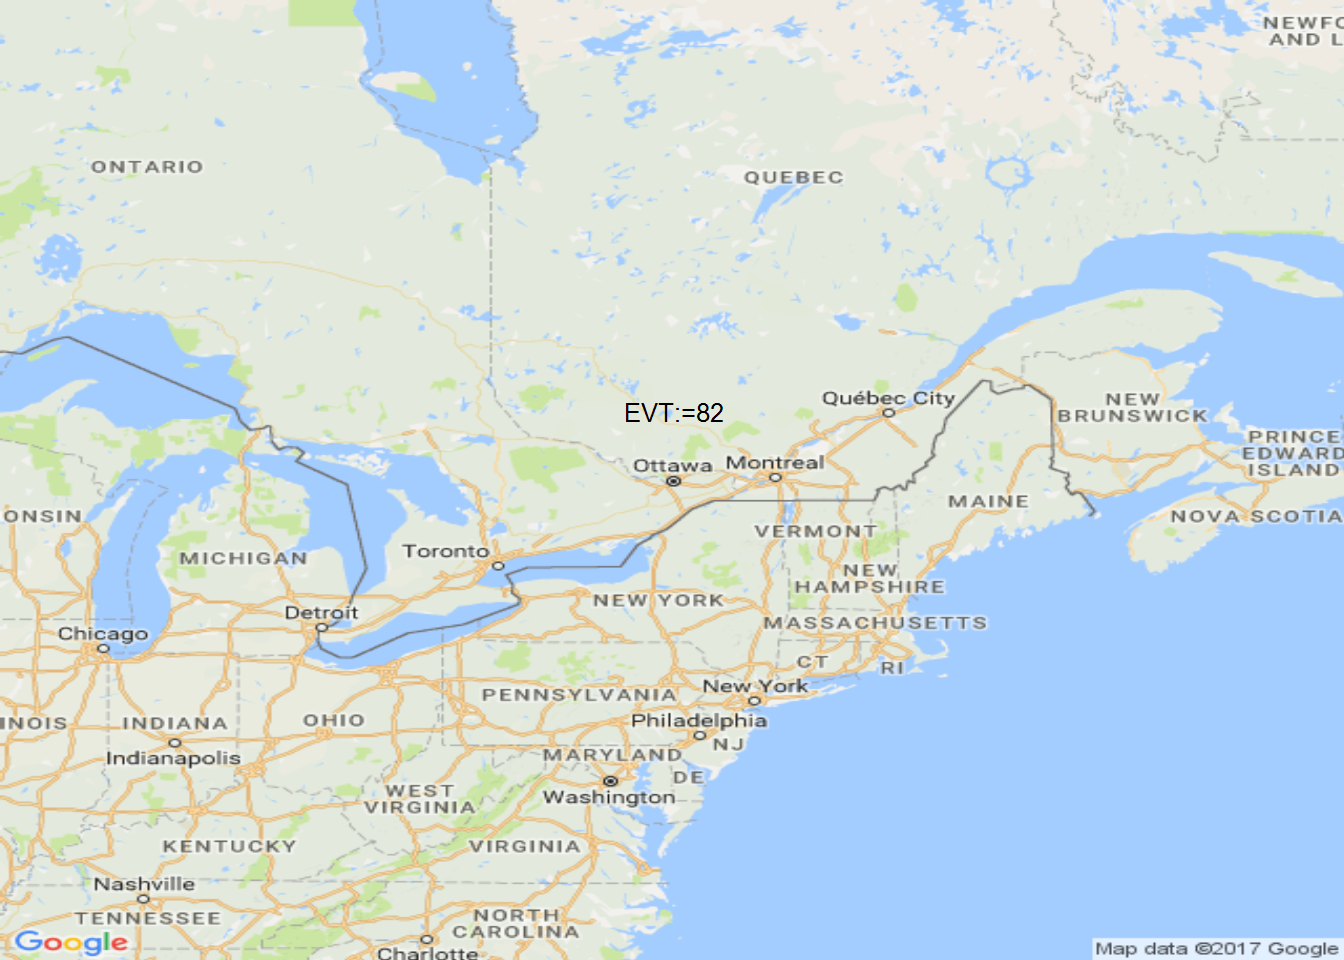 NEWFO
AND L
ONTARIO
QUEBEC
Québec City
EVT:=82
NEW
BRUNSWICK
PRINCE
EDWARD
ISLAND
Ottawa
Montreal
MAINE
NOVA SCOTIA
ONSIN
VERMONT
MICHIGAN
Toronto
NEW
HAMPSHIRE
NEW YORK
Detroit
MASSACHUSETTS
Chicago
CT
RI
New York
PENNSYLVANIA
INOIS
INDIANA
OHIO
Philadelphia
NJ
Indianapolis
MARYLAND
DE
Washington
WEST
VIRGINIA
KENTUCKY
VIRGINIA
Nashville
TENNESSEE
NORTH
CAROLINA
Charlotte
Google
Map data ©2017 Google